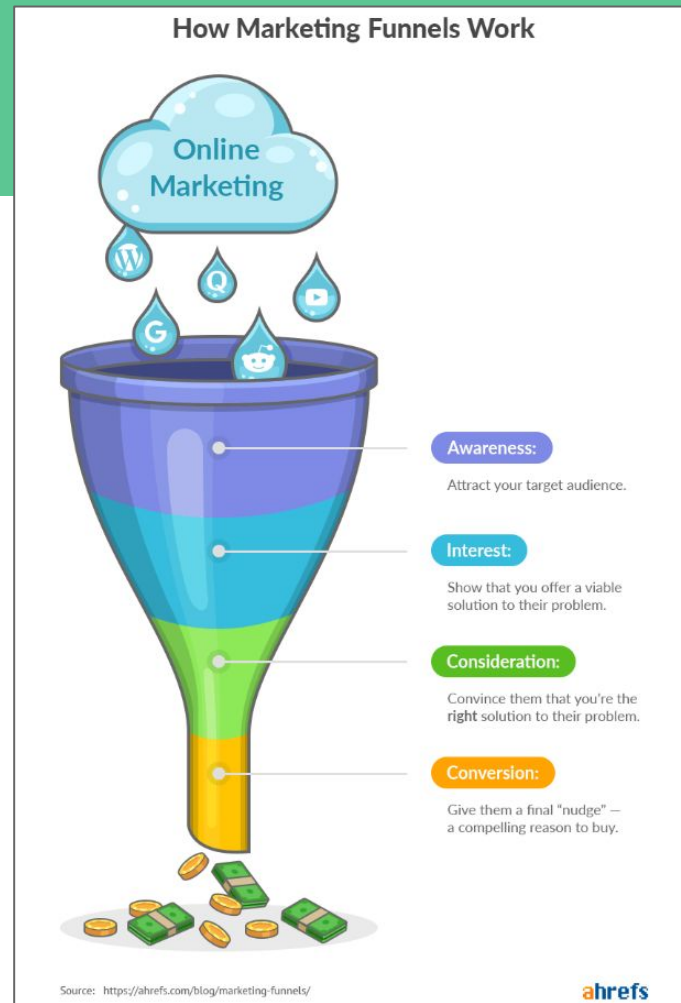 How Marketing Funnels Work
Online
Marketing
Q
G
Awareness:
Attract your target audience.
Interest:
Show that you offer a viable
solution to their problem.
Consideration:
Convince them that you're the
right solution to their problem.
Conversion:
Give them a final “nudge” —
a compelling reason to buy.
Source: https://ahrefs.com/blog/marketing-funnels/
ahrefs